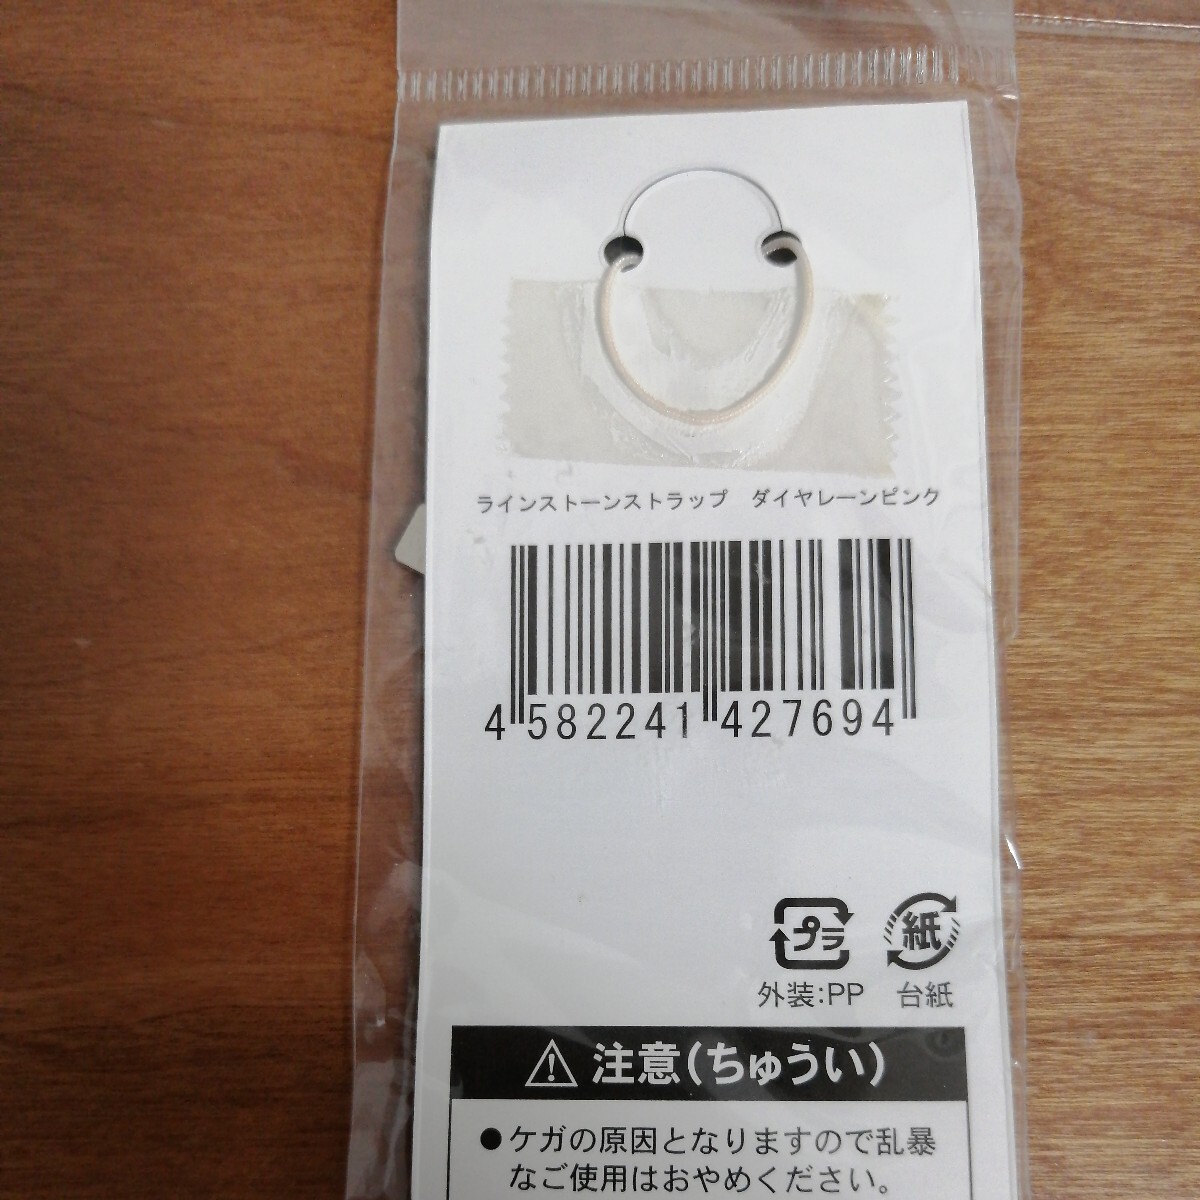 ラインストーンストラップ　ダイヤレーンピンク
4 582241 427694
プラ 紙
外装:PP 台紙
注意(ちゅうい)
●ケガの原因となりますので乱暴
なご使用はおやめください。